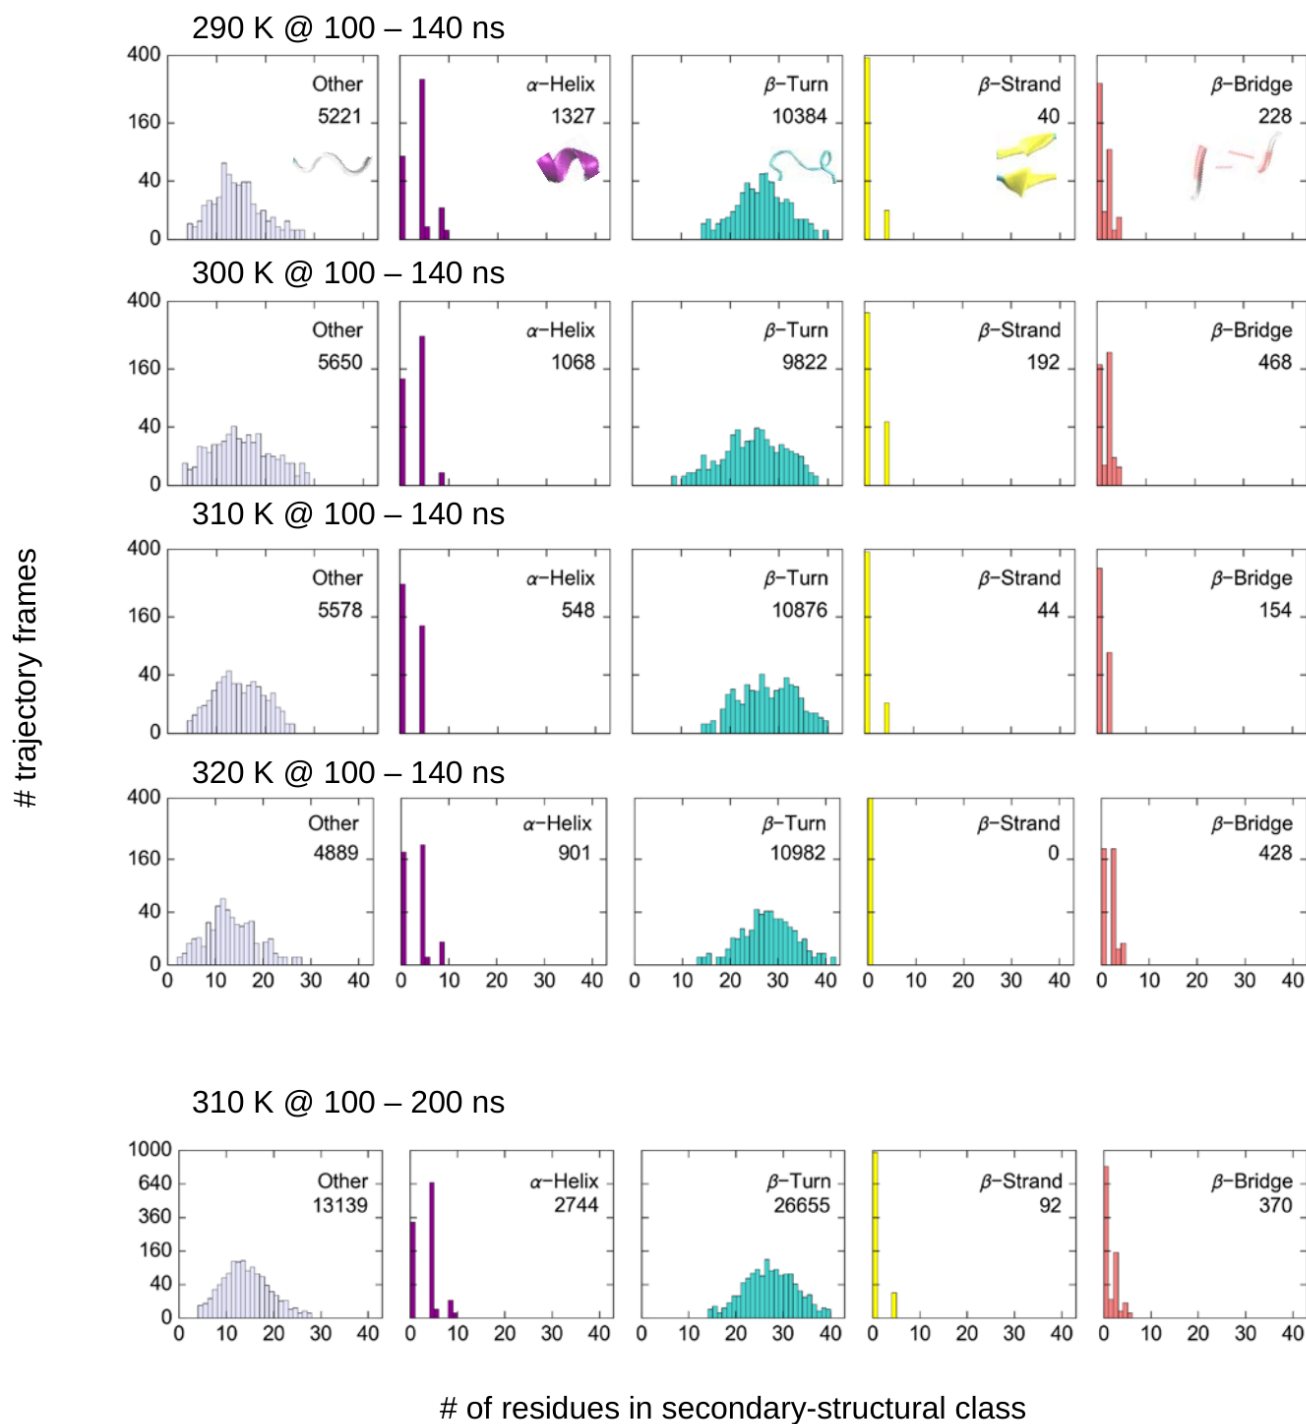 290 K @ 100 – 140 ns
400
160
40
0
Other
5221
α−Helix
1327
β−Turn
10384
β−Strand
40
β−Bridge
228
300 K @ 100 – 140 ns
400
160
40
0
Other
5650
α−Helix
1068
β−Turn
9822
β−Strand
192
β−Bridge
468
310 K @ 100 – 140 ns
400
160
40
0
Other
5578
α−Helix
548
β−Turn
10876
β−Strand
44
β−Bridge
154
320 K @ 100 – 140 ns
400
160
40
0
Other
4889
α−Helix
901
β−Turn
10982
β−Strand
0
β−Bridge
428
0 10 20 30 40
0 10 20 30 40
0 10 20 30 40
0 10 20 30 40
0 10 20 30 40
# trajectory frames
310 K @ 100 – 200 ns
1000
640
360
160
40
0
Other
13139
α−Helix
2744
β−Turn
26655
β−Strand
92
β−Bridge
370
0 10 20 30 40
0 10 20 30 40
0 10 20 30 40
0 10 20 30 40
0 10 20 30 40
# of residues in secondary-structural class